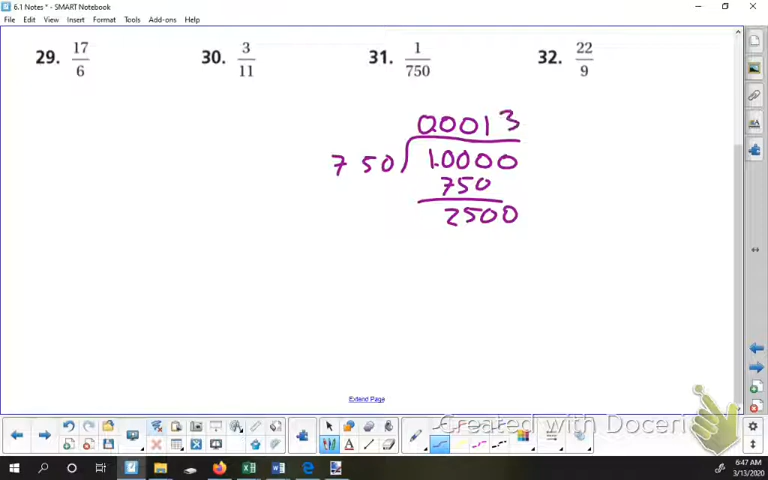 6.1 Notes * - SMART Notebook
File Edit View Insert Format Tools Add-ons Help
29. 17/6 30. 3/11 31. 1/750 32. 22/9
0.0013
750 1.0000
750
2500
Extend Page
Created with Doceri
6:47 AM
3/13/2020